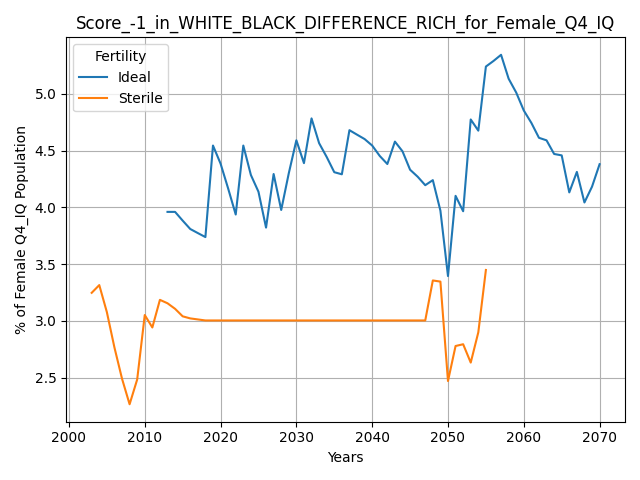 Score_-1_in_WHITE_BLACK_DIFFERENCE_RICH_for_Female_Q4_IQ
Fertility
Ideal
Sterile
% of Female Q4_IQ Population
5.0
4.5
4.0
3.5
3.0
2.5
2000 2010 2020 2030 2040 2050 2060 2070
Years